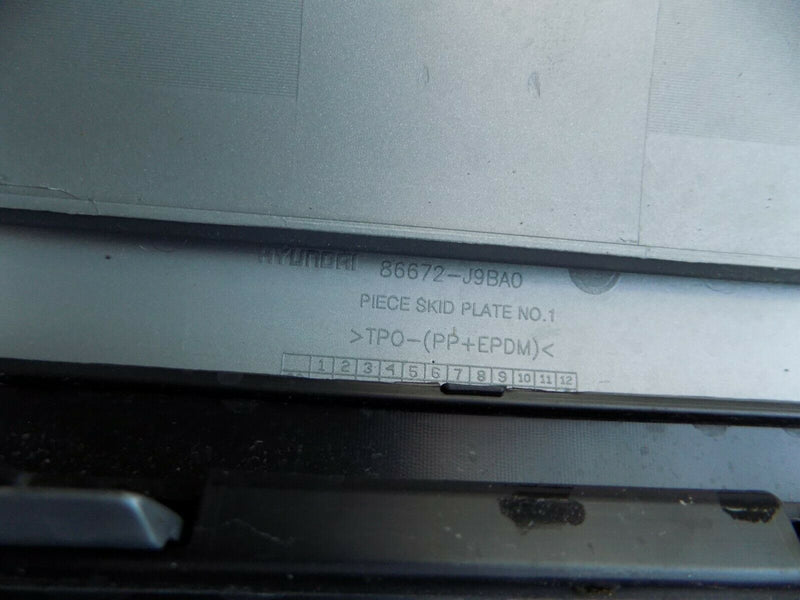 HYUNDAI 86672-J9BA0
PIECE SKID PLATE NO.1
>TPO-(PP+EPDM)<
1 2 3 4 5 6 7 8 9 10 11 12